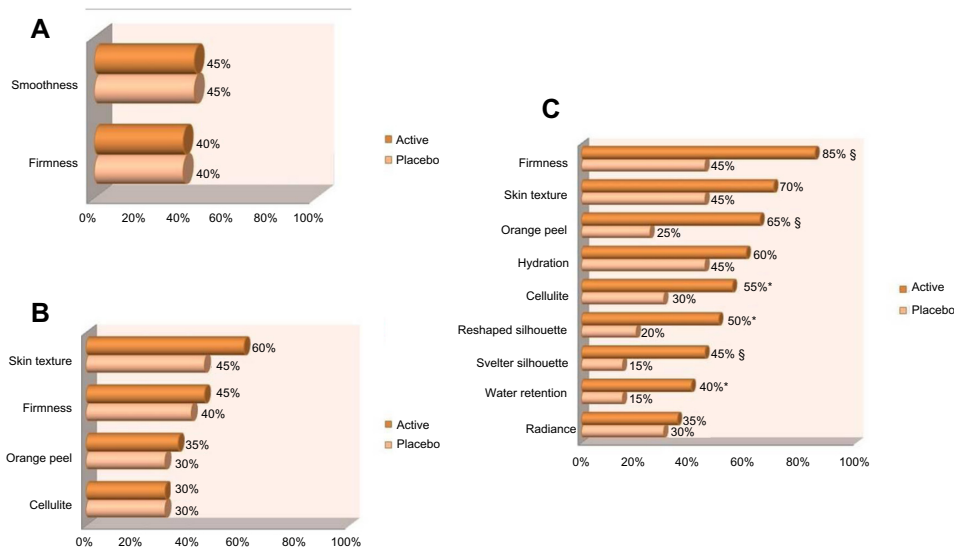 A
Smoothness
45%
45%
Firmness
40%
40%
0% 20% 40% 60% 80% 100%
Active
Placebo
B
Skin texture
60%
45%
Firmness
45%
40%
Orange peel
35%
30%
Cellulite
30%
30%
0% 20% 40% 60% 80% 100%
Active
Placebo
C
Firmness
85% §
45%
Skin texture
70%
45%
Orange peel
65% §
25%
Hydration
60%
45%
Cellulite
55%*
30%
Reshaped silhouette
50%*
20%
Svelter silhouette
45% §
15%
Water retention
40%*
15%
Radiance
35%
30%
0% 20% 40% 60% 80% 100%
Active
Placebo